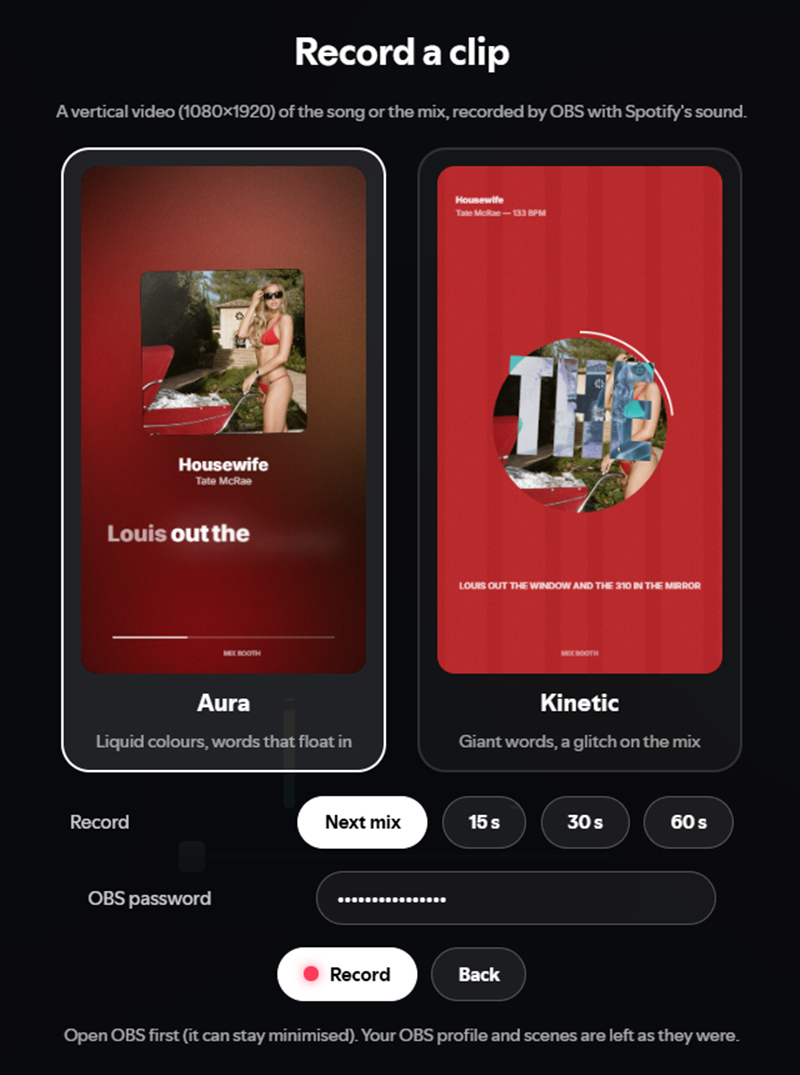 Record a clip
A vertical video (1080×1920) of the song or the mix, recorded by OBS with Spotify's sound.
Housewife
Tate McRae
Louis out the
MIX BOOTH
Aura
Liquid colours, words that float in
Housewife
Tate McRae — 133 BPM
THE
LOUIS OUT THE WINDOW AND THE 310 IN THE MIRROR
MIX BOOTH
Kinetic
Giant words, a glitch on the mix
Record
Next mix
15 s
30 s
60 s
OBS password
••••••••••••••••
Record
Back
Open OBS first (it can stay minimised). Your OBS profile and scenes are left as they were.